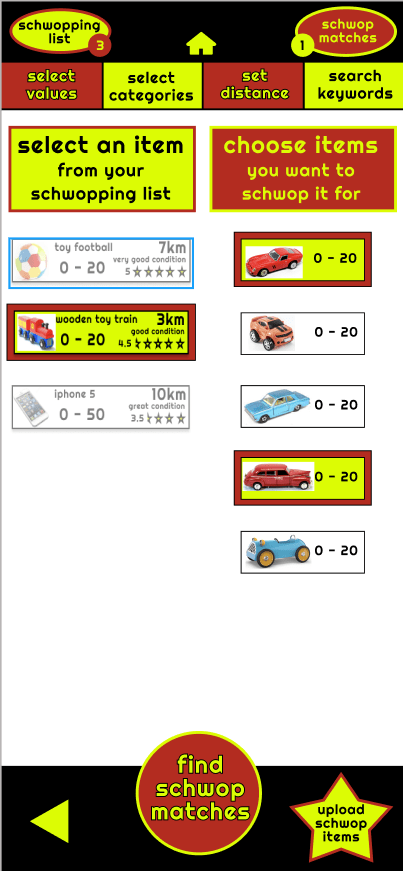 schwopping
list
3
schwop
matches
1
select
values
select
categories
set
distance
search
keywords
select an item
from your
schwopping list
choose items
you want to
schwop it for
toy football 7km
very good condition
0 - 20
5
wooden toy train 3km
good condition
0 - 20
4.5
iphone 5 10km
great condition
0 - 50
3.5
0 - 20
0 - 20
0 - 20
0 - 20
0 - 20
find
schwop
matches
upload
schwop
items